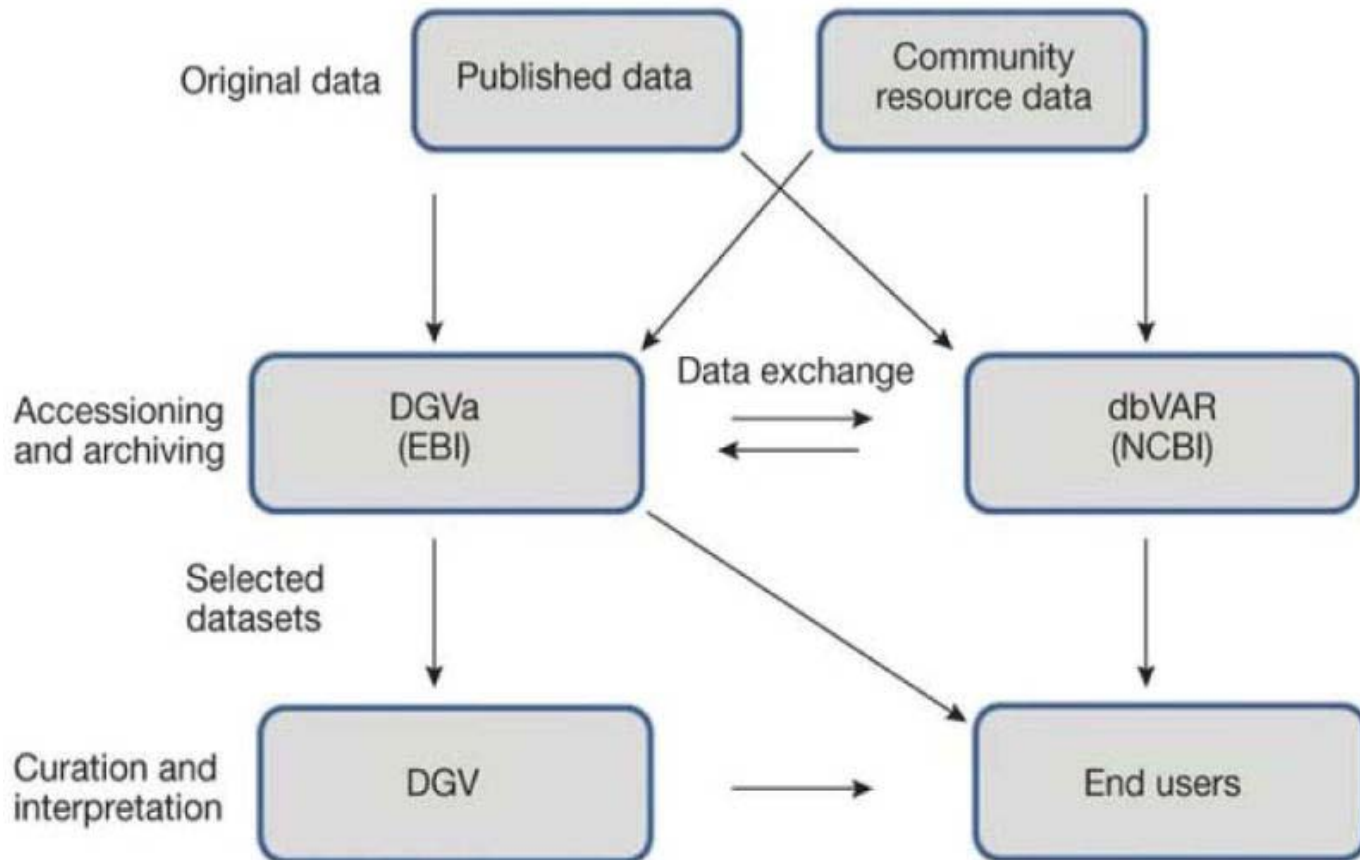 Original data
Published data
Community
resource data
Data exchange
Accessioning
and archiving
DGVa
(EBI)
dbVAR
(NCBI)
Selected
datasets
Curation and
interpretation
DGV
End users